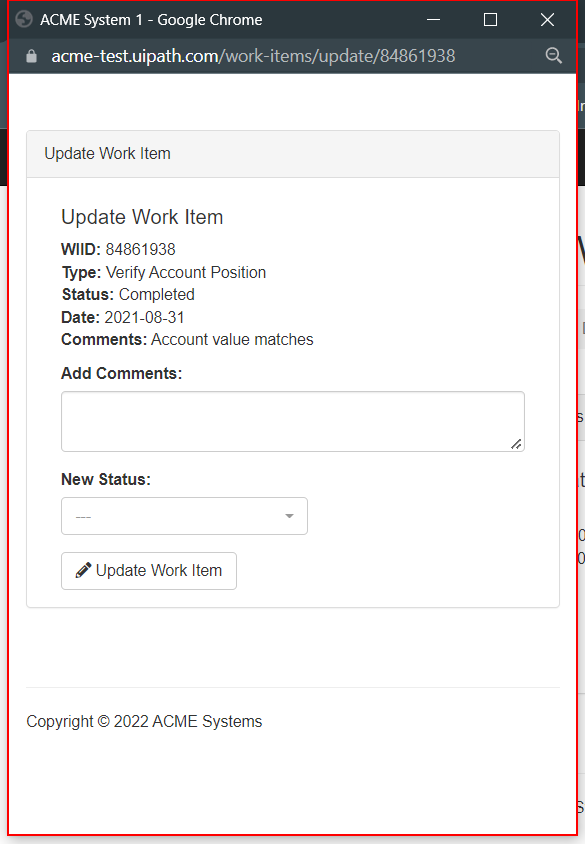 ACME System 1 - Google Chrome
acme-test.uipath.com/work-items/update/84861938
Update Work Item
Update Work Item
WIID: 84861938
Type: Verify Account Position
Status: Completed
Date: 2021-08-31
Comments: Account value matches
Add Comments:
New Status:
---
Update Work Item
Copyright © 2022 ACME Systems